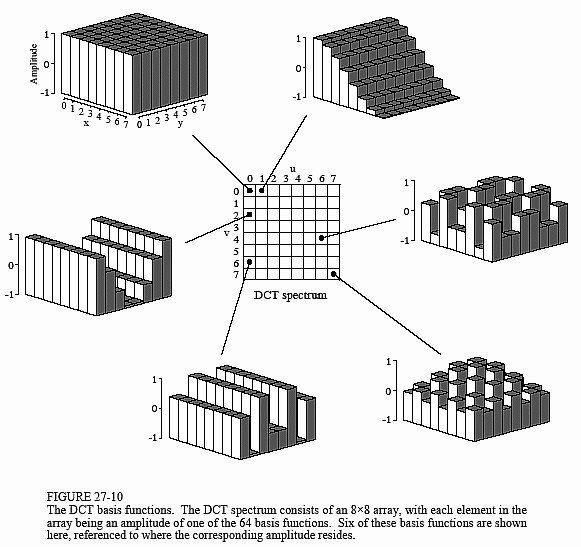 1
0
-1
Amplitude
0 1 2 3 4 5 6 7
x
0 1 2 3 4 5 6 7
y
1
0
-1
u
0 1 2 3 4 5 6 7
0
1
2
3
4
5
6
7
v
DCT spectrum
1
0
-1
1
0
-1
1
0
-1
1
0
-1
FIGURE 27-10
The DCT basis functions. The DCT spectrum consists of an 8×8 array, with each element in the
array being an amplitude of one of the 64 basis functions. Six of these basis functions are shown
here, referenced to where the corresponding amplitude resides.